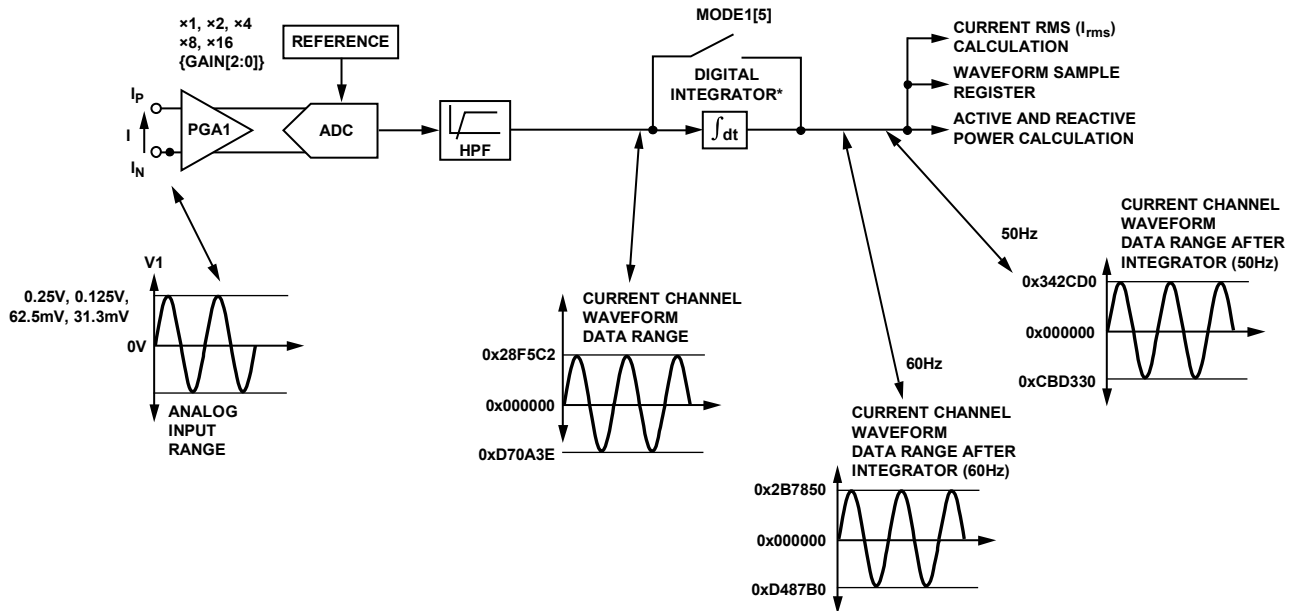 ×1, ×2, ×4
×8, ×16
{GAIN[2:0]}
REFERENCE
MODE1[5]
DIGITAL
INTEGRATOR*
CURRENT RMS (Irms)
CALCULATION
WAVEFORM SAMPLE
REGISTER
ACTIVE AND REACTIVE
POWER CALCULATION
IP
I
IN
PGA1
ADC
HPF
∫dt
V1
0.25V, 0.125V,
62.5mV, 31.3mV
0V
ANALOG
INPUT
RANGE
CURRENT CHANNEL
WAVEFORM
DATA RANGE
0x28F5C2
0x000000
0xD70A3E
60Hz
CURRENT CHANNEL
WAVEFORM
DATA RANGE AFTER
INTEGRATOR (60Hz)
0x2B7850
0x000000
0xD487B0
50Hz
CURRENT CHANNEL
WAVEFORM
DATA RANGE AFTER
INTEGRATOR (50Hz)
0x342CD0
0x000000
0xCBD330